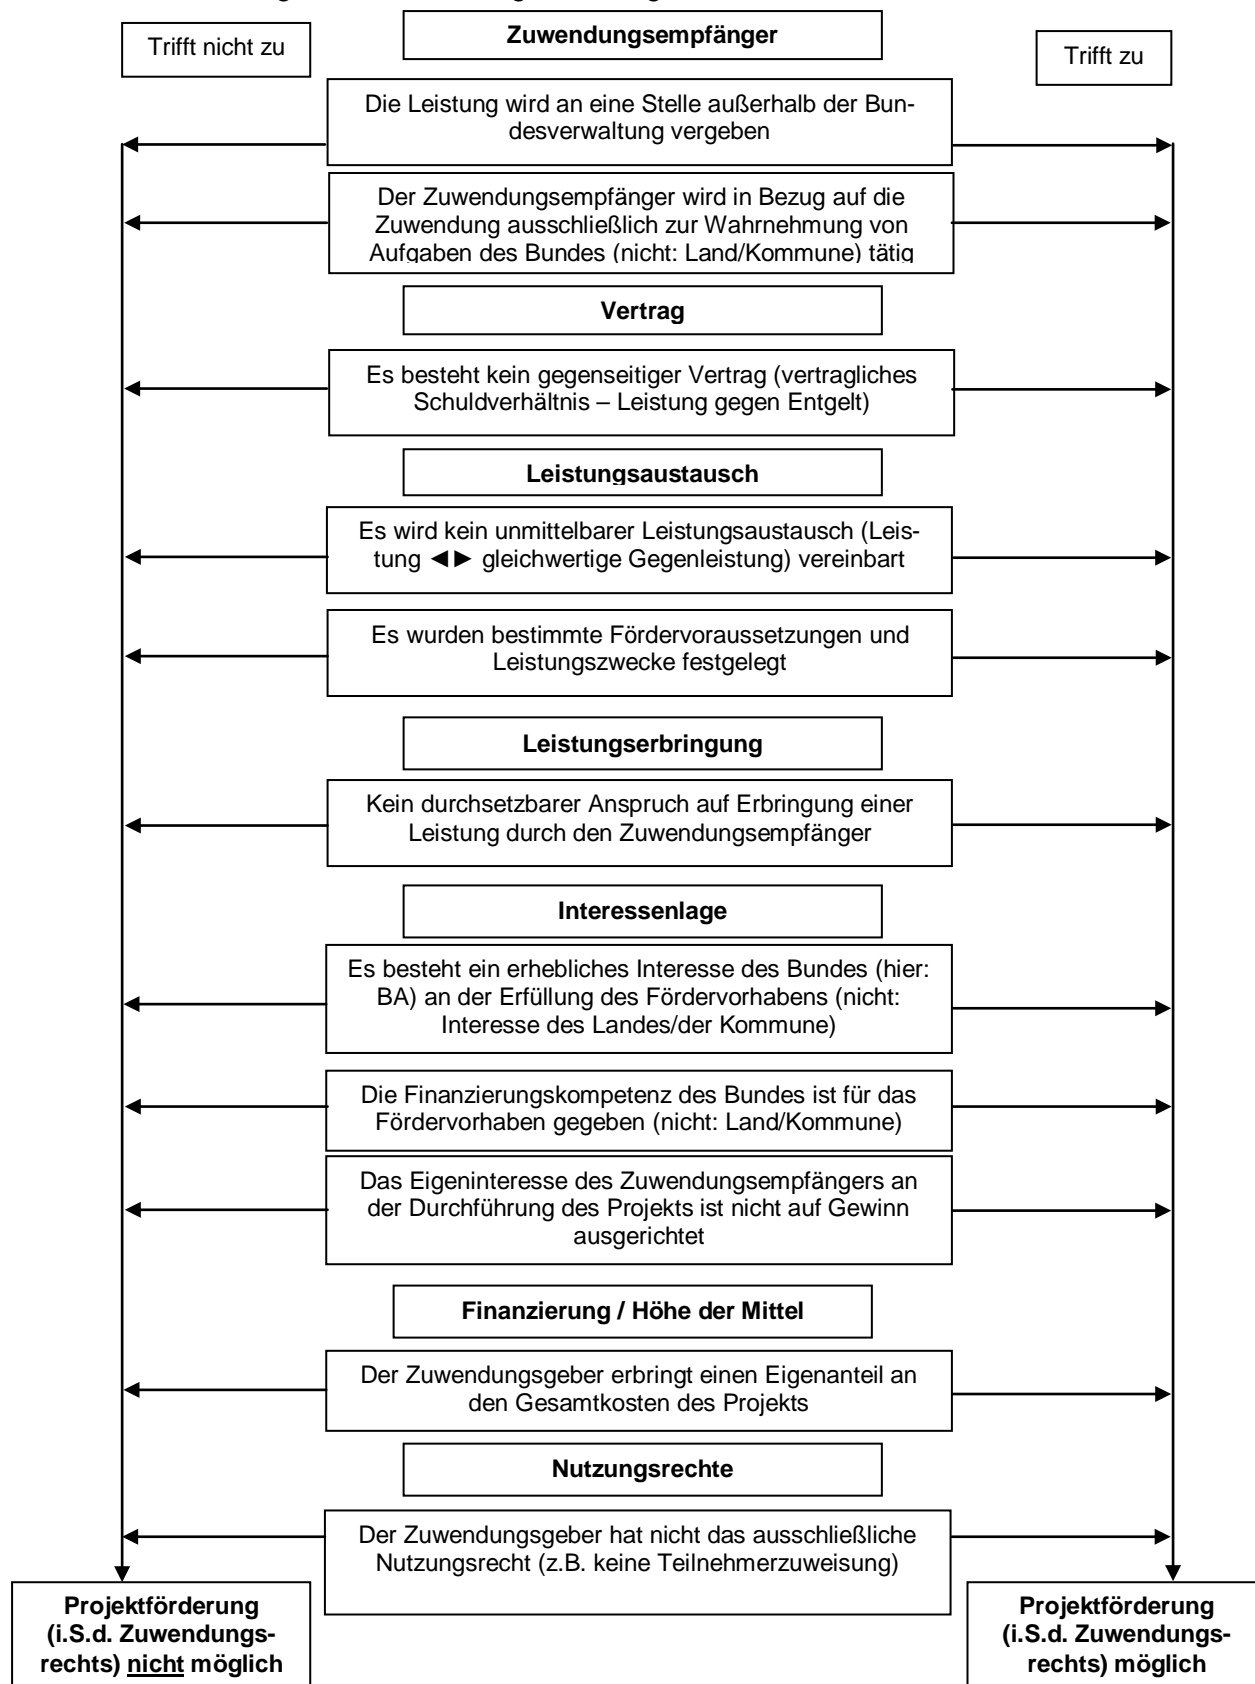 Zuwendungsempfänger
Trifft nicht zu
Trifft zu
Die Leistung wird an eine Stelle außerhalb der Bun-
desverwaltung vergeben
Der Zuwendungsempfänger wird in Bezug auf die
Zuwendung ausschließlich zur Wahrnehmung von
Aufgaben des Bundes (nicht: Land/Kommune) tätig
Vertrag
Es besteht kein gegenseitiger Vertrag (vertragliches
Schuldverhältnis – Leistung gegen Entgelt)
Leistungsaustausch
Es wird kein unmittelbarer Leistungsaustausch (Leis-
tung ◄► gleichwertige Gegenleistung) vereinbart
Es wurden bestimmte Fördervoraussetzungen und
Leistungszwecke festgelegt
Leistungserbringung
Kein durchsetzbarer Anspruch auf Erbringung einer
Leistung durch den Zuwendungsempfänger
Interessenlage
Es besteht ein erhebliches Interesse des Bundes (hier:
BA) an der Erfüllung des Fördervorhabens (nicht:
Interesse des Landes/der Kommune)
Die Finanzierungskompetenz des Bundes ist für das
Fördervorhaben gegeben (nicht: Land/Kommune)
Das Eigeninteresse des Zuwendungsempfängers an
der Durchführung des Projekts ist nicht auf Gewinn
ausgerichtet
Finanzierung / Höhe der Mittel
Der Zuwendungsgeber erbringt einen Eigenanteil an
den Gesamtkosten des Projekts
Nutzungsrechte
Der Zuwendungsgeber hat nicht das ausschließliche
Nutzungsrecht (z.B. keine Teilnehmerzuweisung)
Projektförderung
(i.S.d. Zuwendungs-
rechts) nicht möglich
Projektförderung
(i.S.d. Zuwendungs-
rechts) möglich